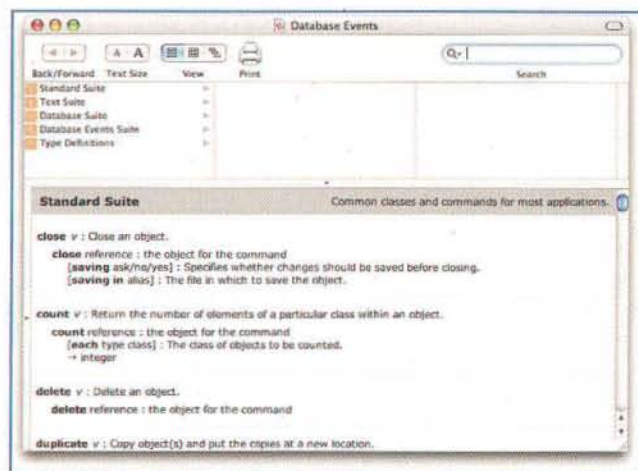 Database Events
A A
Back/Forward Text Size View Print Search
Standard Suite
Text Suite
Database Suite
Database Events Suite
Type Definitions
Standard Suite Common classes and commands for most applications.
close v : Close an object.
close reference : the object for the command
[saving ask/no/yes] : Specifies whether changes should be saved before closing.
[saving in alias] : The file in which to save the object.
count v : Return the number of elements of a particular class within an object.
count reference : the object for the command
[each type class] : The class of objects to be counted.
→ integer
delete v : Delete an object.
delete reference : the object for the command
duplicate v : Copy object(s) and put the copies at a new location.